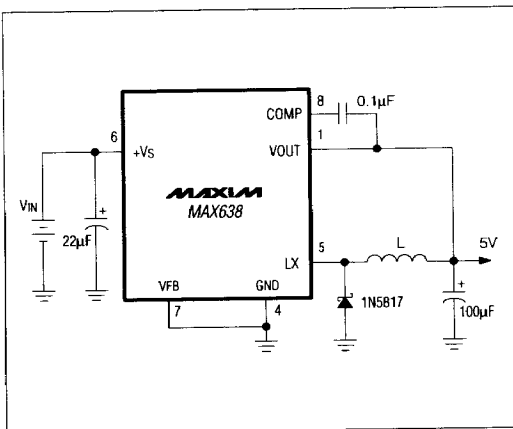 8
0.1µF
COMP
6
1
+VS
VOUT
VIN
MAXIM
MAX638
22µF
5
L
5V
LX
VFB
GND
1N5817
7
4
100µF